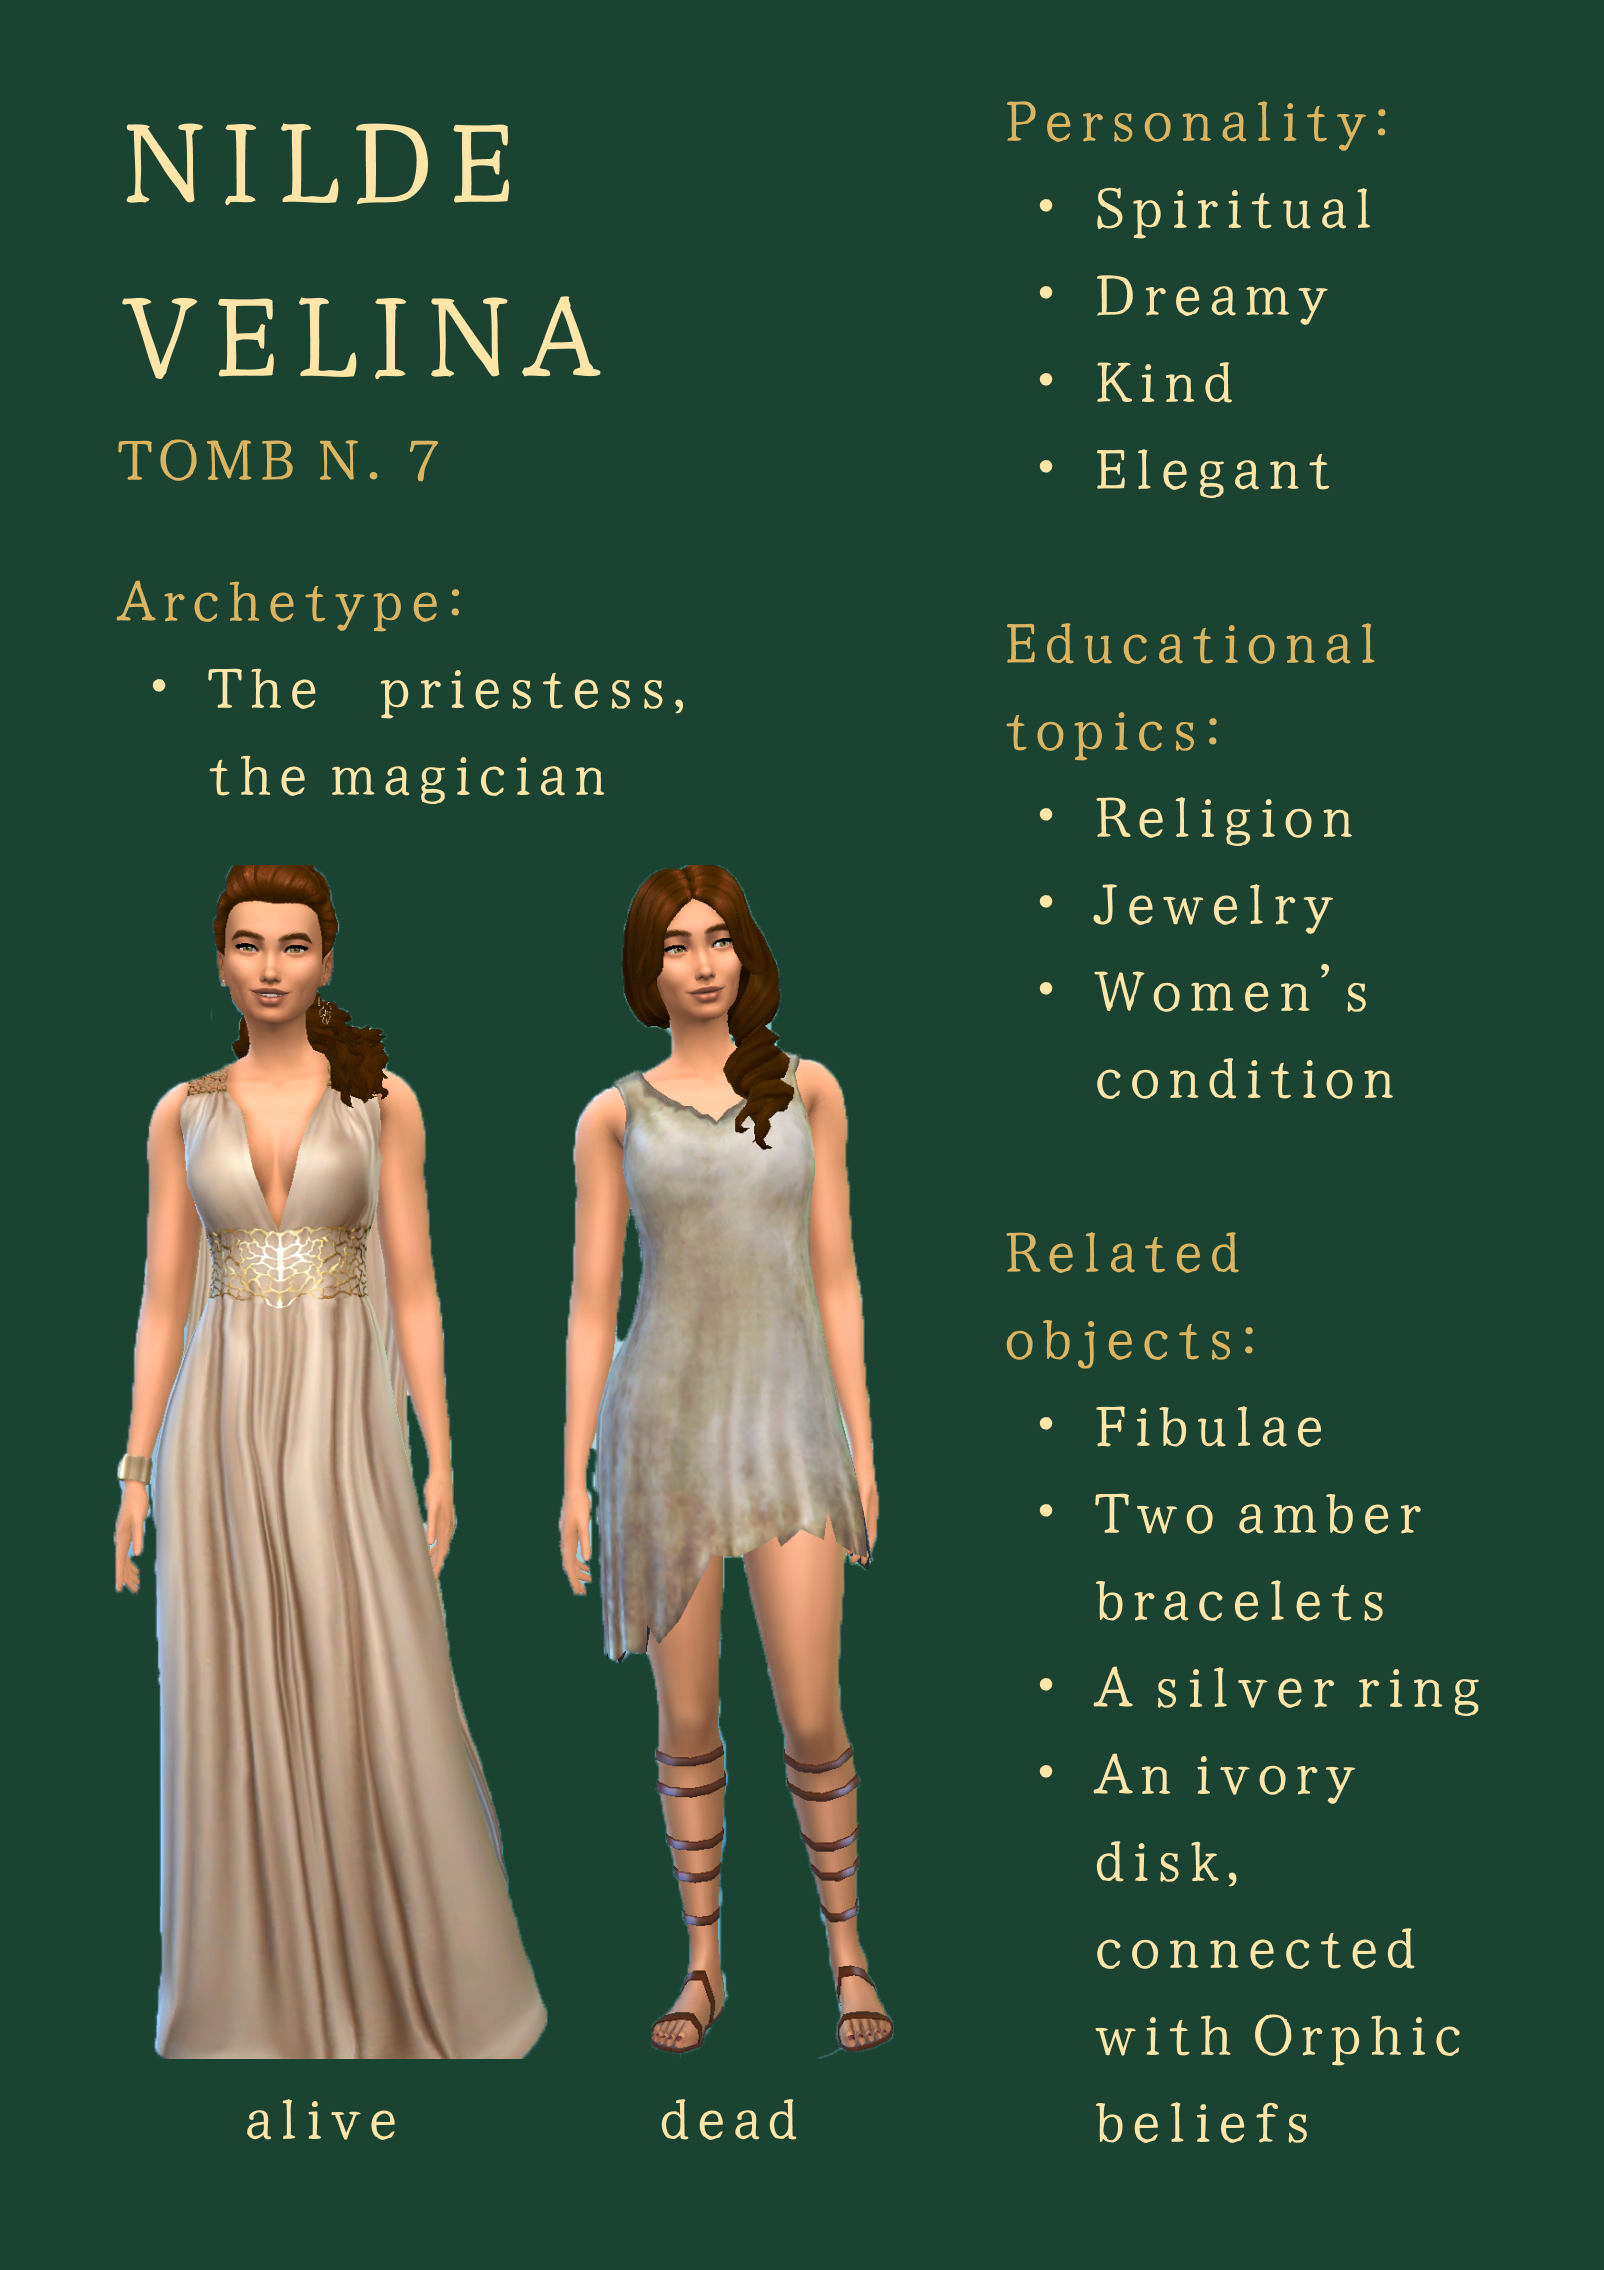 NILDE
VELINA
TOMB N. 7
Archetype:
• The priestess,
the magician
alive
dead
Personality:
• Spiritual
• Dreamy
• Kind
• Elegant
Educational
topics:
• Religion
• Jewelry
• Women's
condition
Related
objects:
• Fibulae
• Two amber
bracelets
• A silver ring
• An ivory
disk,
connected
with Orphic
beliefs